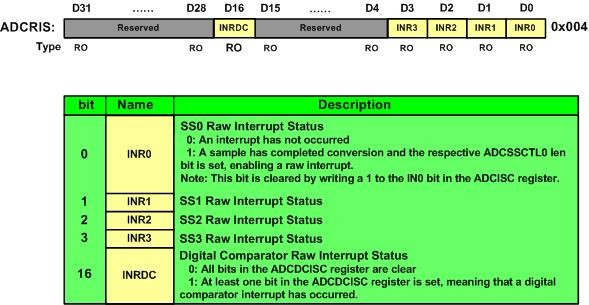 D31 ...... D28 D16 D15 ...... D4 D3 D2 D1 D0
ADCRIS: Reserved INRDC Reserved INR3 INR2 INR1 INR0 0x004
Type RO RO RO RO RO RO RO RO RO
bit Name Description
SS0 Raw Interrupt Status
0: An interrupt has not occurred
0 INR0 1: A sample has completed conversion and the respective ADCSSCTL0 Ien
bit is set, enabling a raw interrupt.
Note: This bit is cleared by writing a 1 to the IN0 bit in the ADCISC register.
1 INR1 SS1 Raw Interrupt Status
2 INR2 SS2 Raw Interrupt Status
3 INR3 SS3 Raw Interrupt Status
Digital Comparator Raw Interrupt Status
16 INRDC 0: All bits in the ADCDCISC register are clear
1: At least one bit in the ADCDCISC register is set, meaning that a digital
comparator interrupt has occurred.